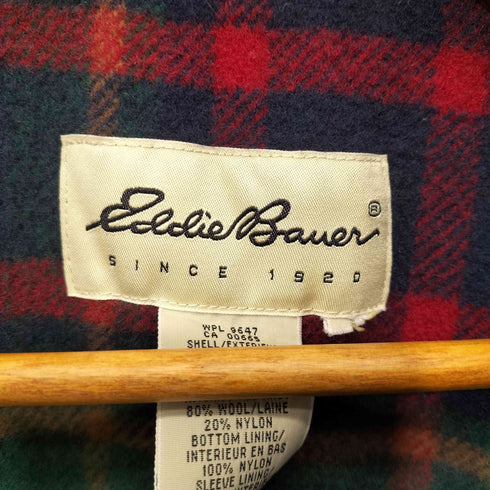 Eddie Bauer®
SINCE 1920
WPL 9647
CA 00665
SHELL/EXTERIEUR
80% WOOL/LAINE
20% NYLON
BOTTOM LINING/
INTERIEUR EN BAS
100% NYLON
SLEEVE LINING/